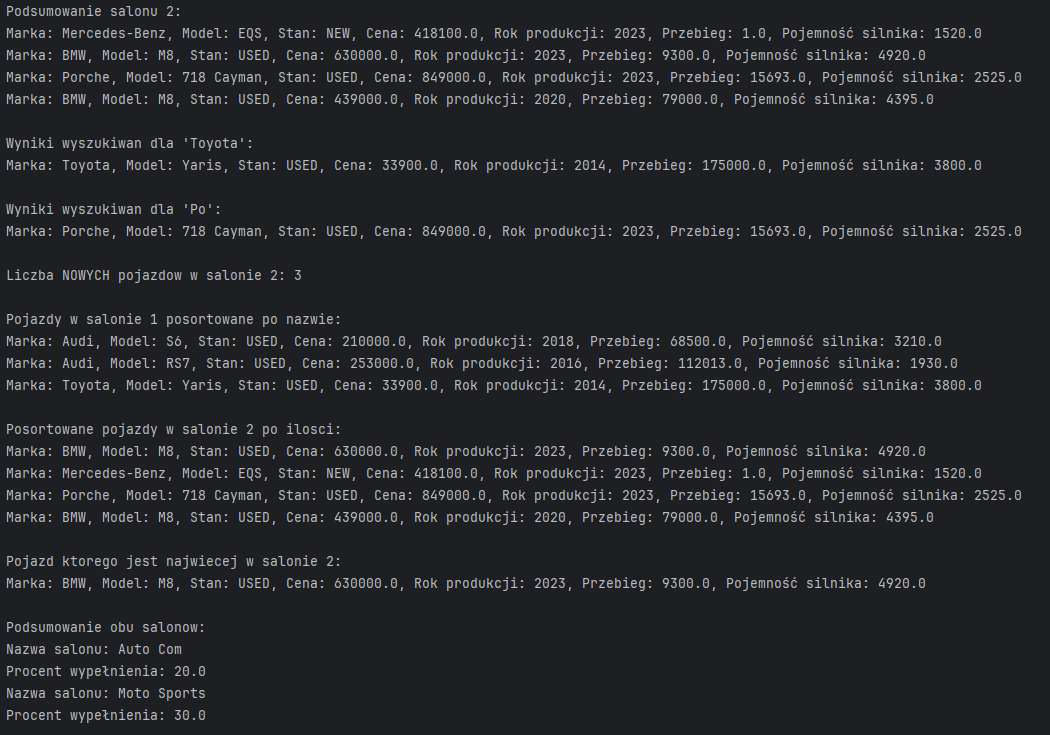 Podsumowanie salonu 2:
Marka: Mercedes-Benz, Model: EQS, Stan: NEW, Cena: 418100.0, Rok produkcji: 2023, Przebieg: 1.0, Pojemność silnika: 1520.0
Marka: BMW, Model: M8, Stan: USED, Cena: 630000.0, Rok produkcji: 2023, Przebieg: 9300.0, Pojemność silnika: 4920.0
Marka: Porche, Model: 718 Cayman, Stan: USED, Cena: 849000.0, Rok produkcji: 2023, Przebieg: 15693.0, Pojemność silnika: 2525.0
Marka: BMW, Model: M8, Stan: USED, Cena: 439000.0, Rok produkcji: 2020, Przebieg: 79000.0, Pojemność silnika: 4395.0

Wyniki wyszukiwan dla 'Toyota':
Marka: Toyota, Model: Yaris, Stan: USED, Cena: 33900.0, Rok produkcji: 2014, Przebieg: 175000.0, Pojemność silnika: 3800.0

Wyniki wyszukiwan dla 'Po':
Marka: Porche, Model: 718 Cayman, Stan: USED, Cena: 849000.0, Rok produkcji: 2023, Przebieg: 15693.0, Pojemność silnika: 2525.0

Liczba NOWYCH pojazdow w salonie 2: 3

Pojazdy w salonie 1 posortowane po nazwie:
Marka: Audi, Model: S6, Stan: USED, Cena: 210000.0, Rok produkcji: 2018, Przebieg: 68500.0, Pojemność silnika: 3210.0
Marka: Audi, Model: RS7, Stan: USED, Cena: 253000.0, Rok produkcji: 2016, Przebieg: 112013.0, Pojemność silnika: 1930.0
Marka: Toyota, Model: Yaris, Stan: USED, Cena: 33900.0, Rok produkcji: 2014, Przebieg: 175000.0, Pojemność silnika: 3800.0

Posortowane pojazdy w salonie 2 po ilosci:
Marka: BMW, Model: M8, Stan: USED, Cena: 630000.0, Rok produkcji: 2023, Przebieg: 9300.0, Pojemność silnika: 4920.0
Marka: Mercedes-Benz, Model: EQS, Stan: NEW, Cena: 418100.0, Rok produkcji: 2023, Przebieg: 1.0, Pojemność silnika: 1520.0
Marka: Porche, Model: 718 Cayman, Stan: USED, Cena: 849000.0, Rok produkcji: 2023, Przebieg: 15693.0, Pojemność silnika: 2525.0
Marka: BMW, Model: M8, Stan: USED, Cena: 439000.0, Rok produkcji: 2020, Przebieg: 79000.0, Pojemność silnika: 4395.0

Pojazd ktorego jest najwiecej w salonie 2:
Marka: BMW, Model: M8, Stan: USED, Cena: 630000.0, Rok produkcji: 2023, Przebieg: 9300.0, Pojemność silnika: 4920.0

Podsumowanie obu salonow:
Nazwa salonu: Auto Com
Procent wypełnienia: 20.0
Nazwa salonu: Moto Sports
Procent wypełnienia: 30.0